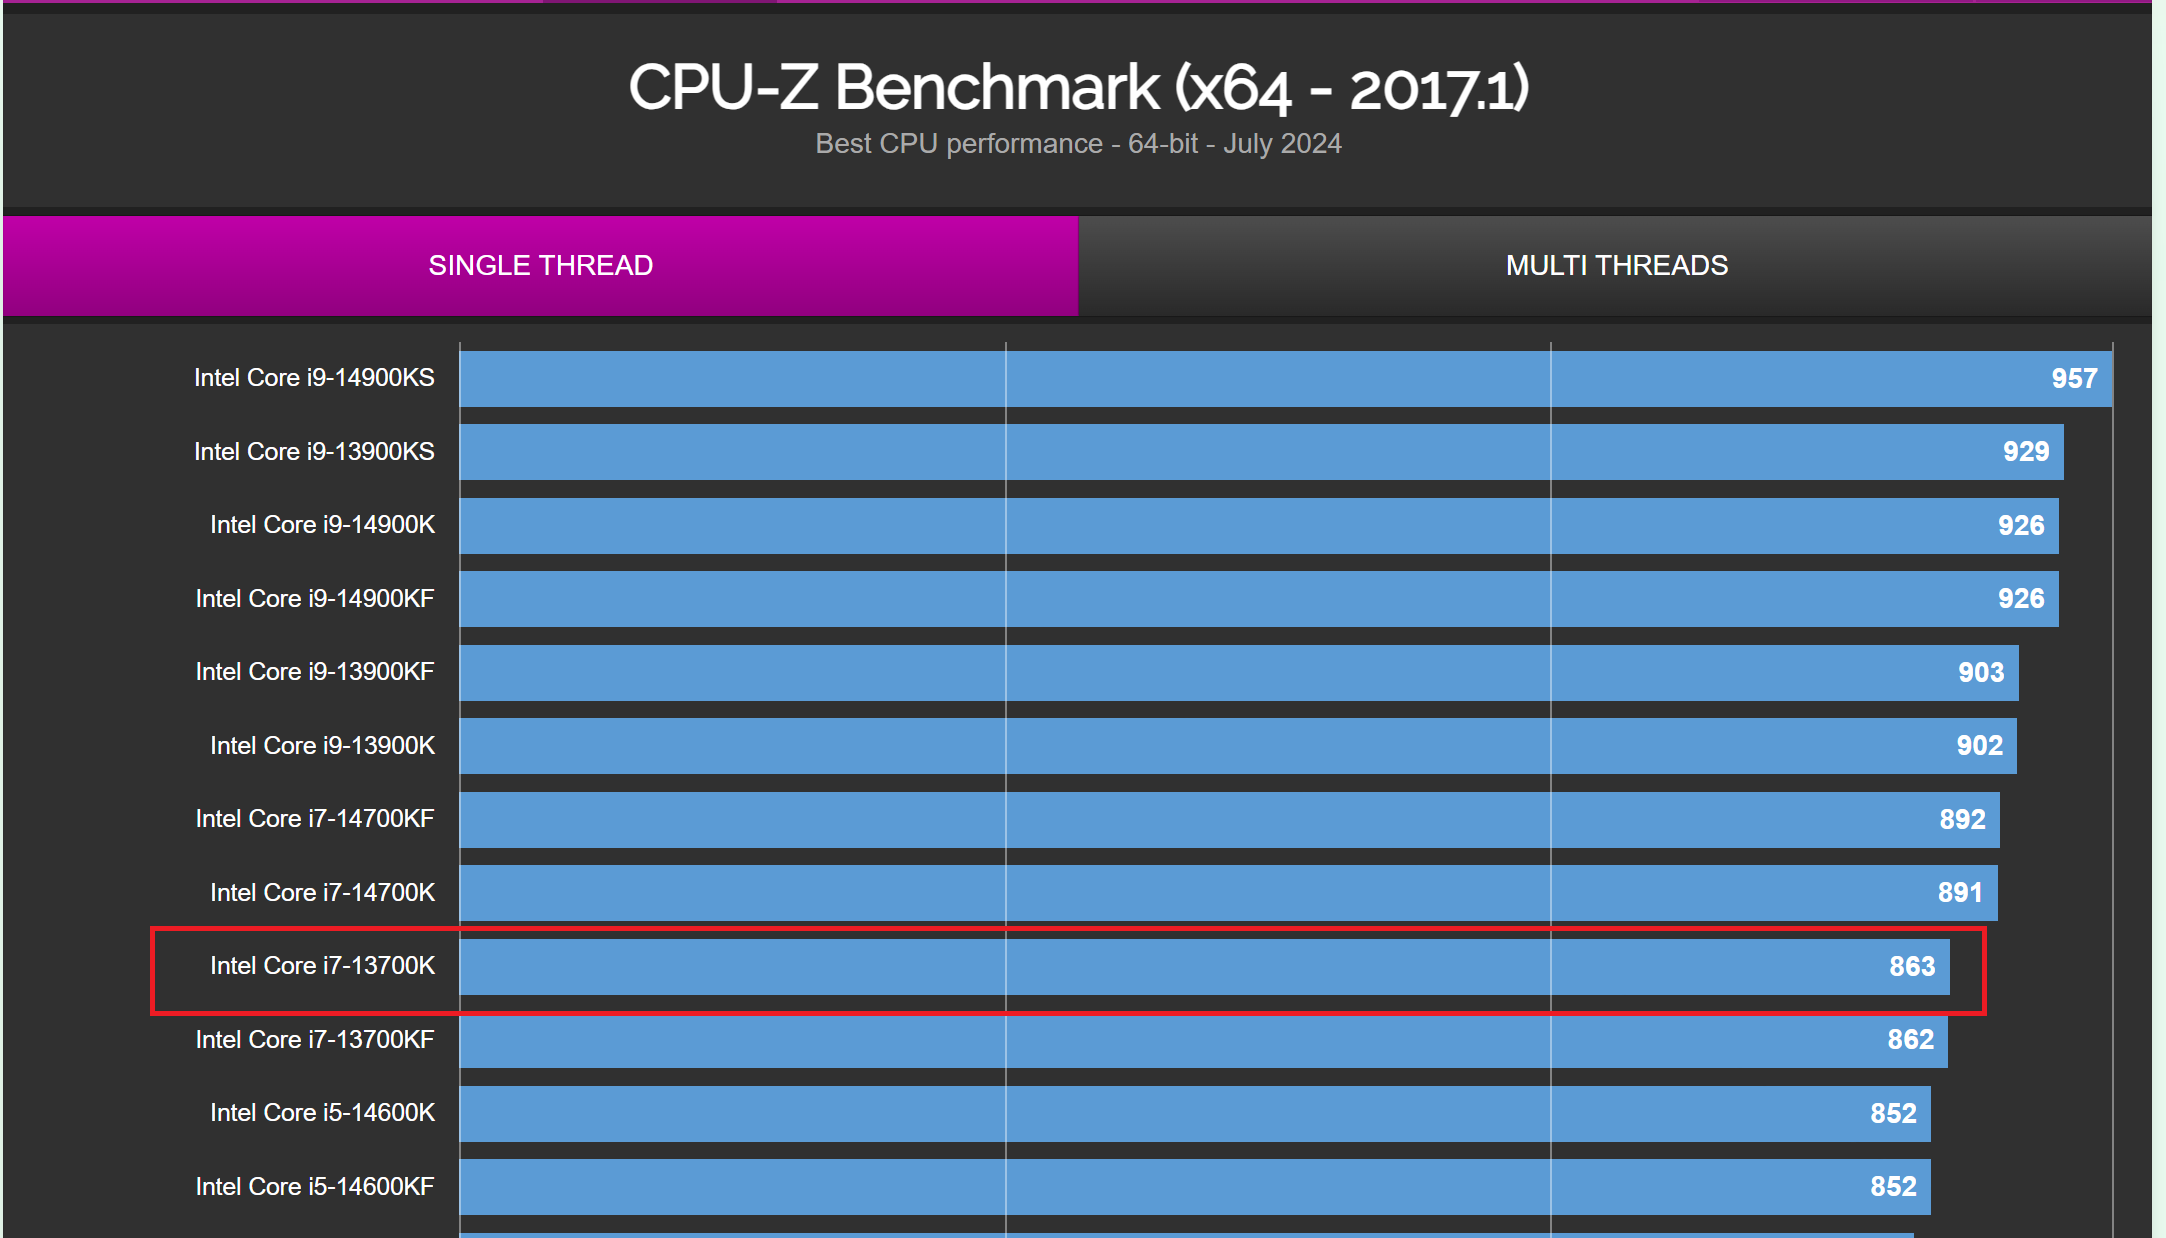 CPU-Z Benchmark (x64 - 2017.1)
Best CPU performance - 64-bit - July 2024
SINGLE THREAD MULTI THREADS
Intel Core i9-14900KS 957
Intel Core i9-13900KS 929
Intel Core i9-14900K 926
Intel Core i9-14900KF 926
Intel Core i9-13900KF 903
Intel Core i9-13900K 902
Intel Core i7-14700KF 892
Intel Core i7-14700K 891
Intel Core i7-13700K 863
Intel Core i7-13700KF 862
Intel Core i5-14600K 852
Intel Core i5-14600KF 852